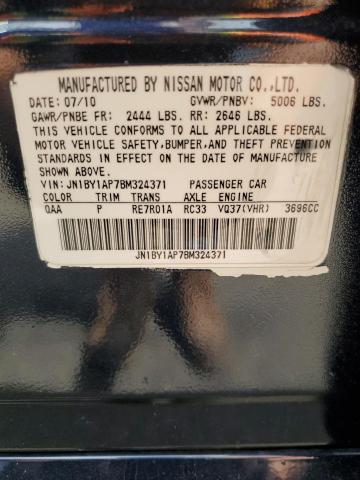 MANUFACTURED BY NISSAN MOTOR CO., LTD.
DATE: 07/10 GVWR/PNBV: 5006 LBS.
GAWR/PNBE FR: 2444 LBS. RR: 2646 LBS.
THIS VEHICLE CONFORMS TO ALL APPLICABLE FEDERAL
MOTOR VEHICLE SAFETY, BUMPER, AND THEFT PREVENTION
STANDARDS IN EFFECT ON THE DATE OF MANUFACTURE
SHOWN ABOVE.
VIN: JN1BY1AP7BM324371 PASSENGER CAR
COLOR TRIM TRANS AXLE ENGINE
QAA P RE7R01A RC33 VQ37(VHR) 3696CC
JN1BY1AP7BM324371